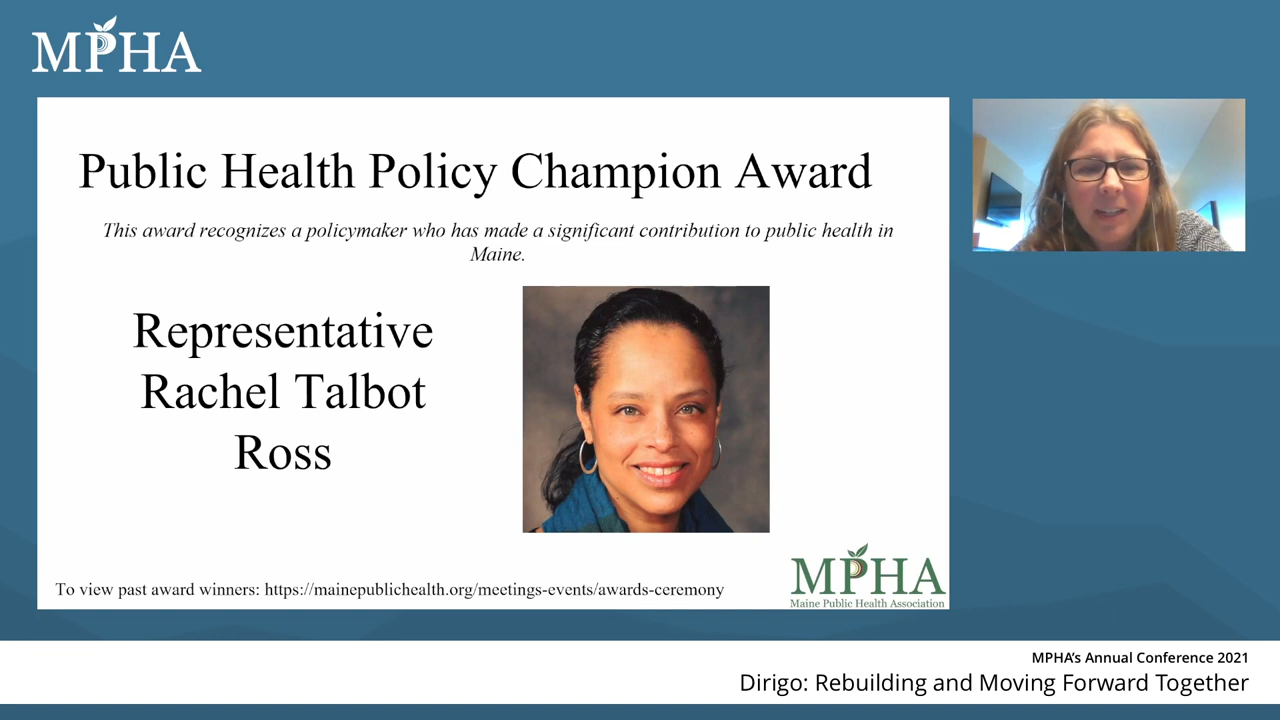 MPHA
Public Health Policy Champion Award
This award recognizes a policymaker who has made a significant contribution to public health in
Maine.
Representative
Rachel Talbot
Ross
To view past award winners: https://mainepublichealth.org/meetings-events/awards-ceremony
MPHA
Maine Public Health Association
MPHA’s Annual Conference 2021
Dirigo: Rebuilding and Moving Forward Together